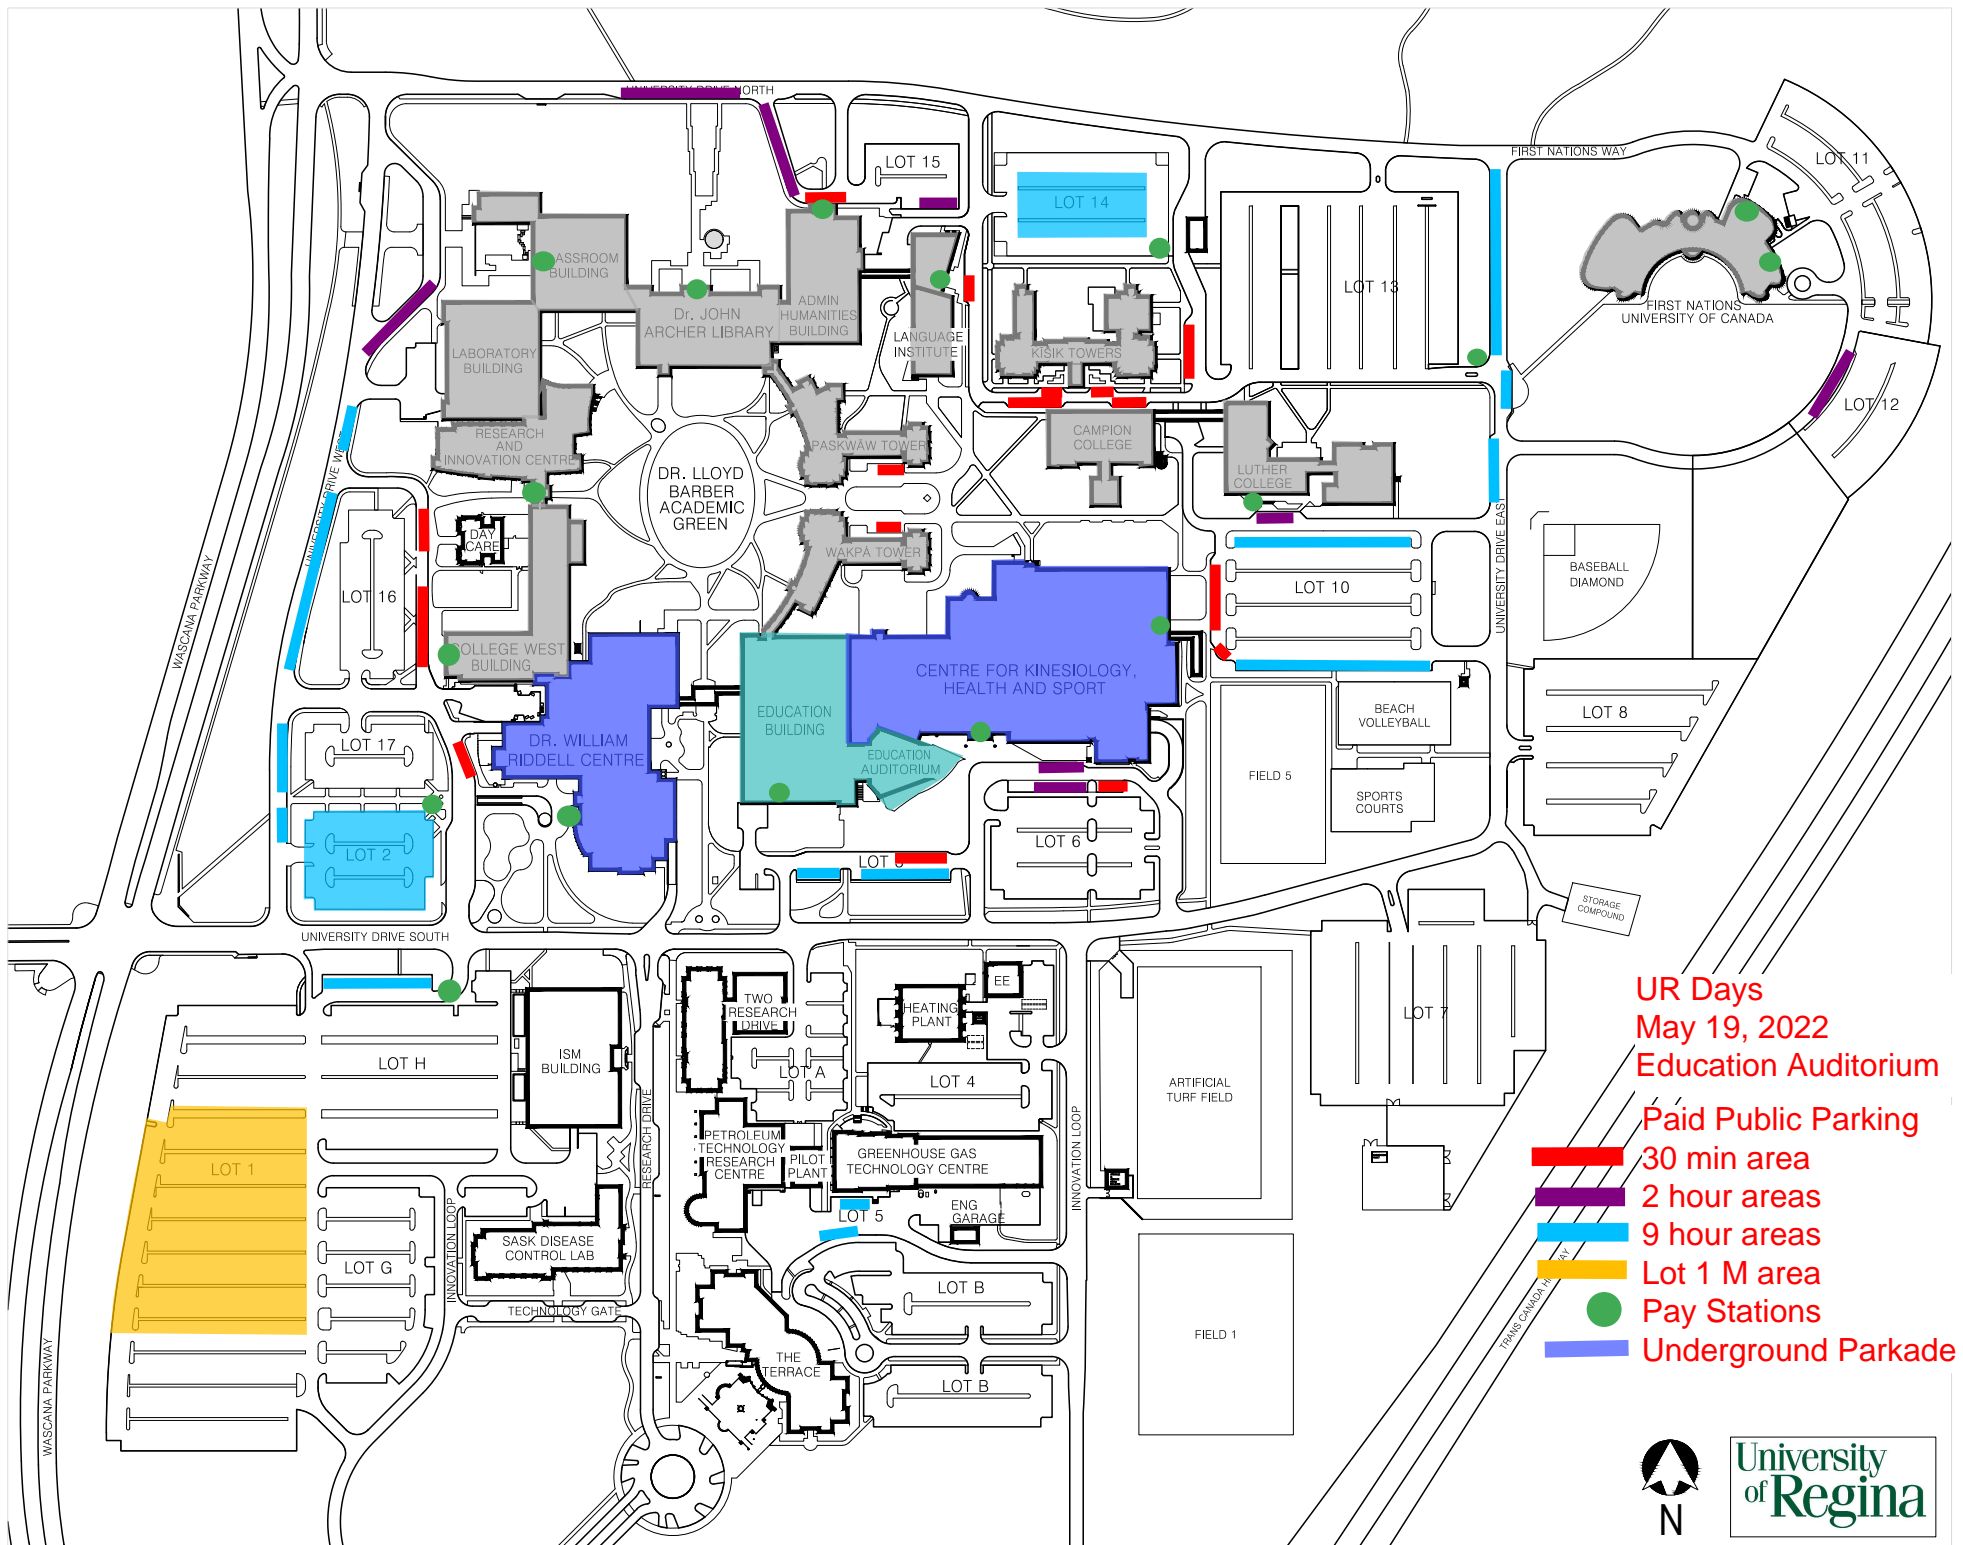 UNIVERSITY DRIVE NORTH
LOT 15
FIRST NATIONS WAY
LOT 11
LOT 14
ASSROOM
BUILDING
LOT 13
FIRST NATIONS
UNIVERSITY OF CANADA
Dr. JOHN
ARCHER LIBRARY
ADMIN
HUMANITIES
BUILDING
LANGUAGE
INSTITUTE
KISIK TOWERS
LABORATORY
BUILDING
LOT 12
RESEARCH
AND
INNOVATION CENTRE
PASKWĀW TOWER
CAMPION
COLLEGE
LUTHER
COLLEGE
UNIVERSITY DRIVE WEST
DR. LLOYD
BARBER
ACADEMIC
GREEN
DAY
CARE
WAKPĀ TOWER
UNIVERSITY DRIVE EAST
BASEBALL
DIAMOND
WASCANA PARKWAY
LOT 16
LOT 10
COLLEGE WEST
BUILDING
CENTRE FOR KINESIOLOGY,
HEALTH AND SPORT
EDUCATION
BUILDING
BEACH
VOLLEYBALL
LOT 8
LOT 17
DR. WILLIAM
RIDDELL CENTRE
EDUCATION
AUDITORIUM
FIELD 5
SPORTS
COURTS
LOT 2
LOT 6
LOT
STORAGE
COMPOUND
UNIVERSITY DRIVE SOUTH
TWO
RESEARCH
DRIVE
HEATING
PLANT
EE
LOT 7
UR Days
May 19, 2022
Education Auditorium
LOT H
ISM
BUILDING
LOT A
LOT 4
ARTIFICIAL
TURF FIELD
RESEARCH DRIVE
INNOVATION LOOP
Paid Public Parking
30 min area
2 hour areas
9 hour areas
Lot 1 M area
Pay Stations
Underground Parkade
LOT 1
PETROLEUM
TECHNOLOGY
RESEARCH
CENTRE
PILOT
PLANT
GREENHOUSE GAS
TECHNOLOGY CENTRE
LOT 5
ENG
GARAGE
INNOVATION LOOP
SASK DISEASE
CONTROL LAB
LOT G
TECHNOLOGY GATE
LOT B
FIELD 1
TRANS CANADA HIGHWAY
THE
TERRACE
LOT B
WASCANA PARKWAY
N
University
of Regina